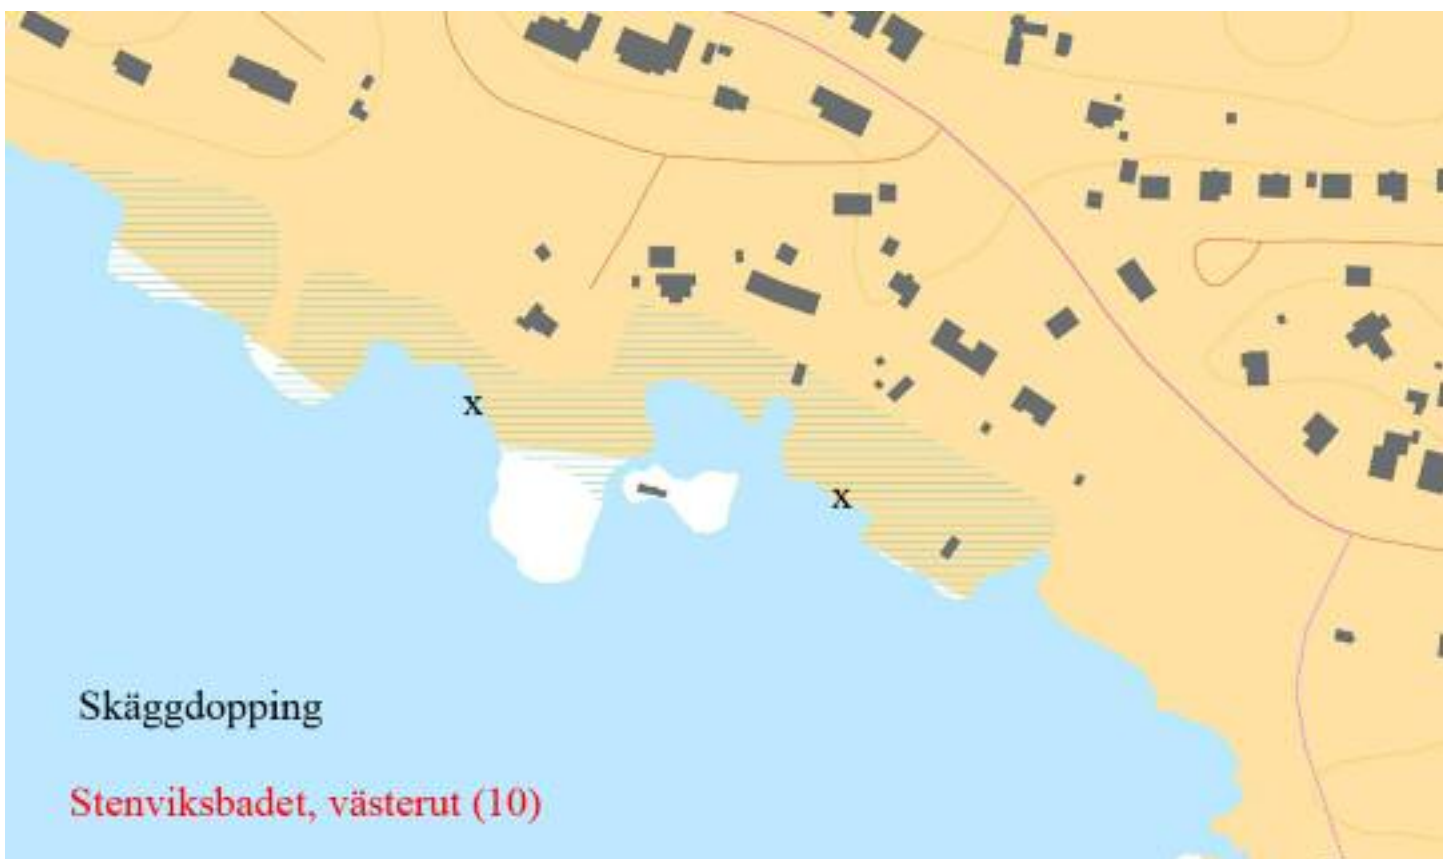 x
x
Skäggdopping
Stenviksbadet, västerut (10)